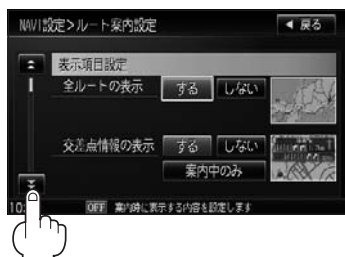 NAVI設定>ルート案内設定 ◀ 戻る
表示項目設定
全ルートの表示 する しない
交差点情報の表示 する しない
案内中のみ
10: OFF 案内時に表示する内容を設定します